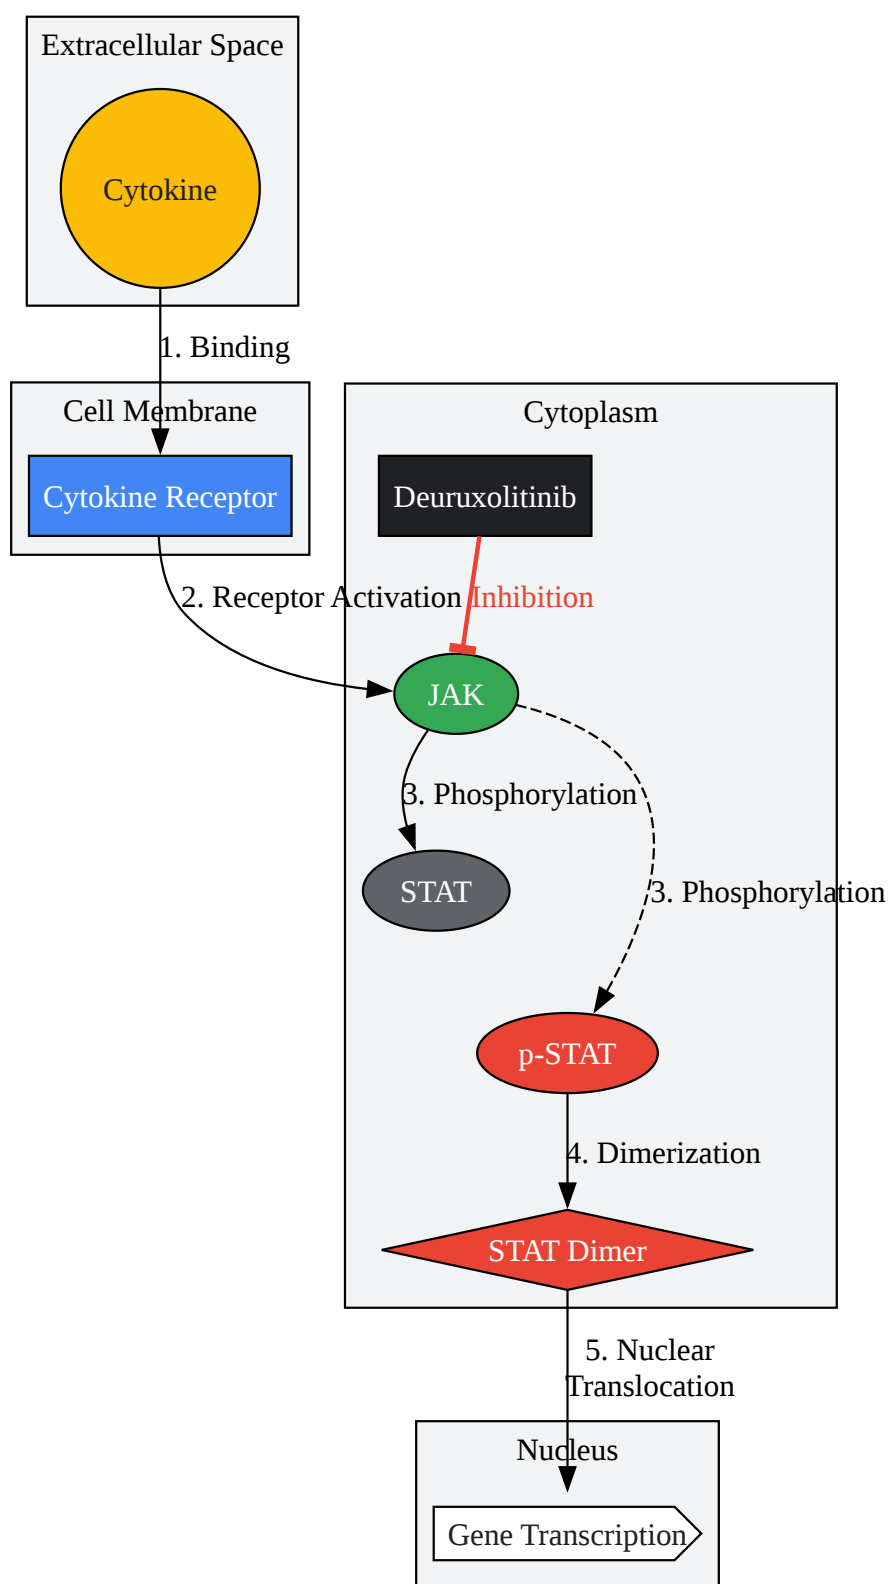 Extracellular Space
Cytokine
1. Binding
Cell Membrane
Cytokine Receptor
Cytoplasm
Deuruxolitinib
2. Receptor Activation
Inhibition
JAK
3. Phosphorylation
STAT
3. Phosphorylation
p-STAT
4. Dimerization
STAT Dimer
5. Nuclear
Translocation
Nucleus
Gene Transcription